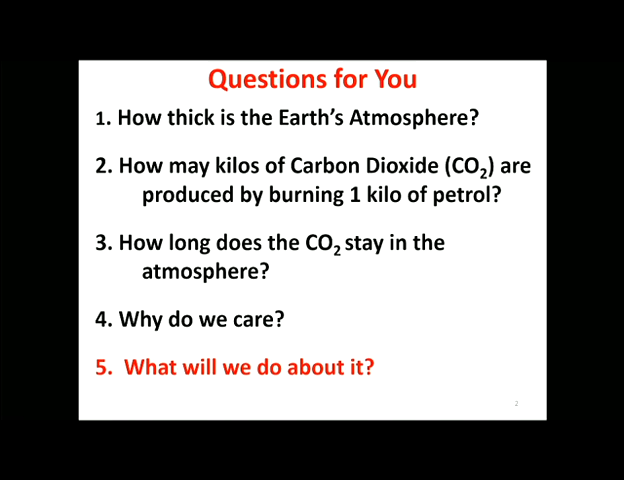 Questions for You
1. How thick is the Earth's Atmosphere?
2. How may kilos of Carbon Dioxide (CO₂) are
produced by burning 1 kilo of petrol?
3. How long does the CO₂ stay in the
atmosphere?
4. Why do we care?
5. What will we do about it?
2